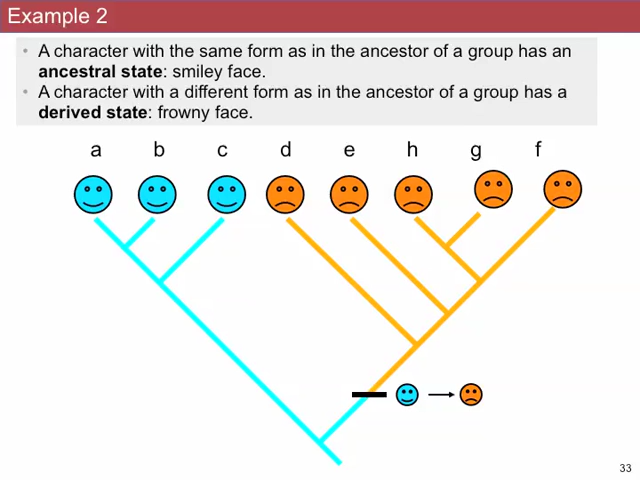 Example 2
• A character with the same form as in the ancestor of a group has an
ancestral state: smiley face.
• A character with a different form as in the ancestor of a group has a
derived state: frowny face.
a b c d e h g f
33